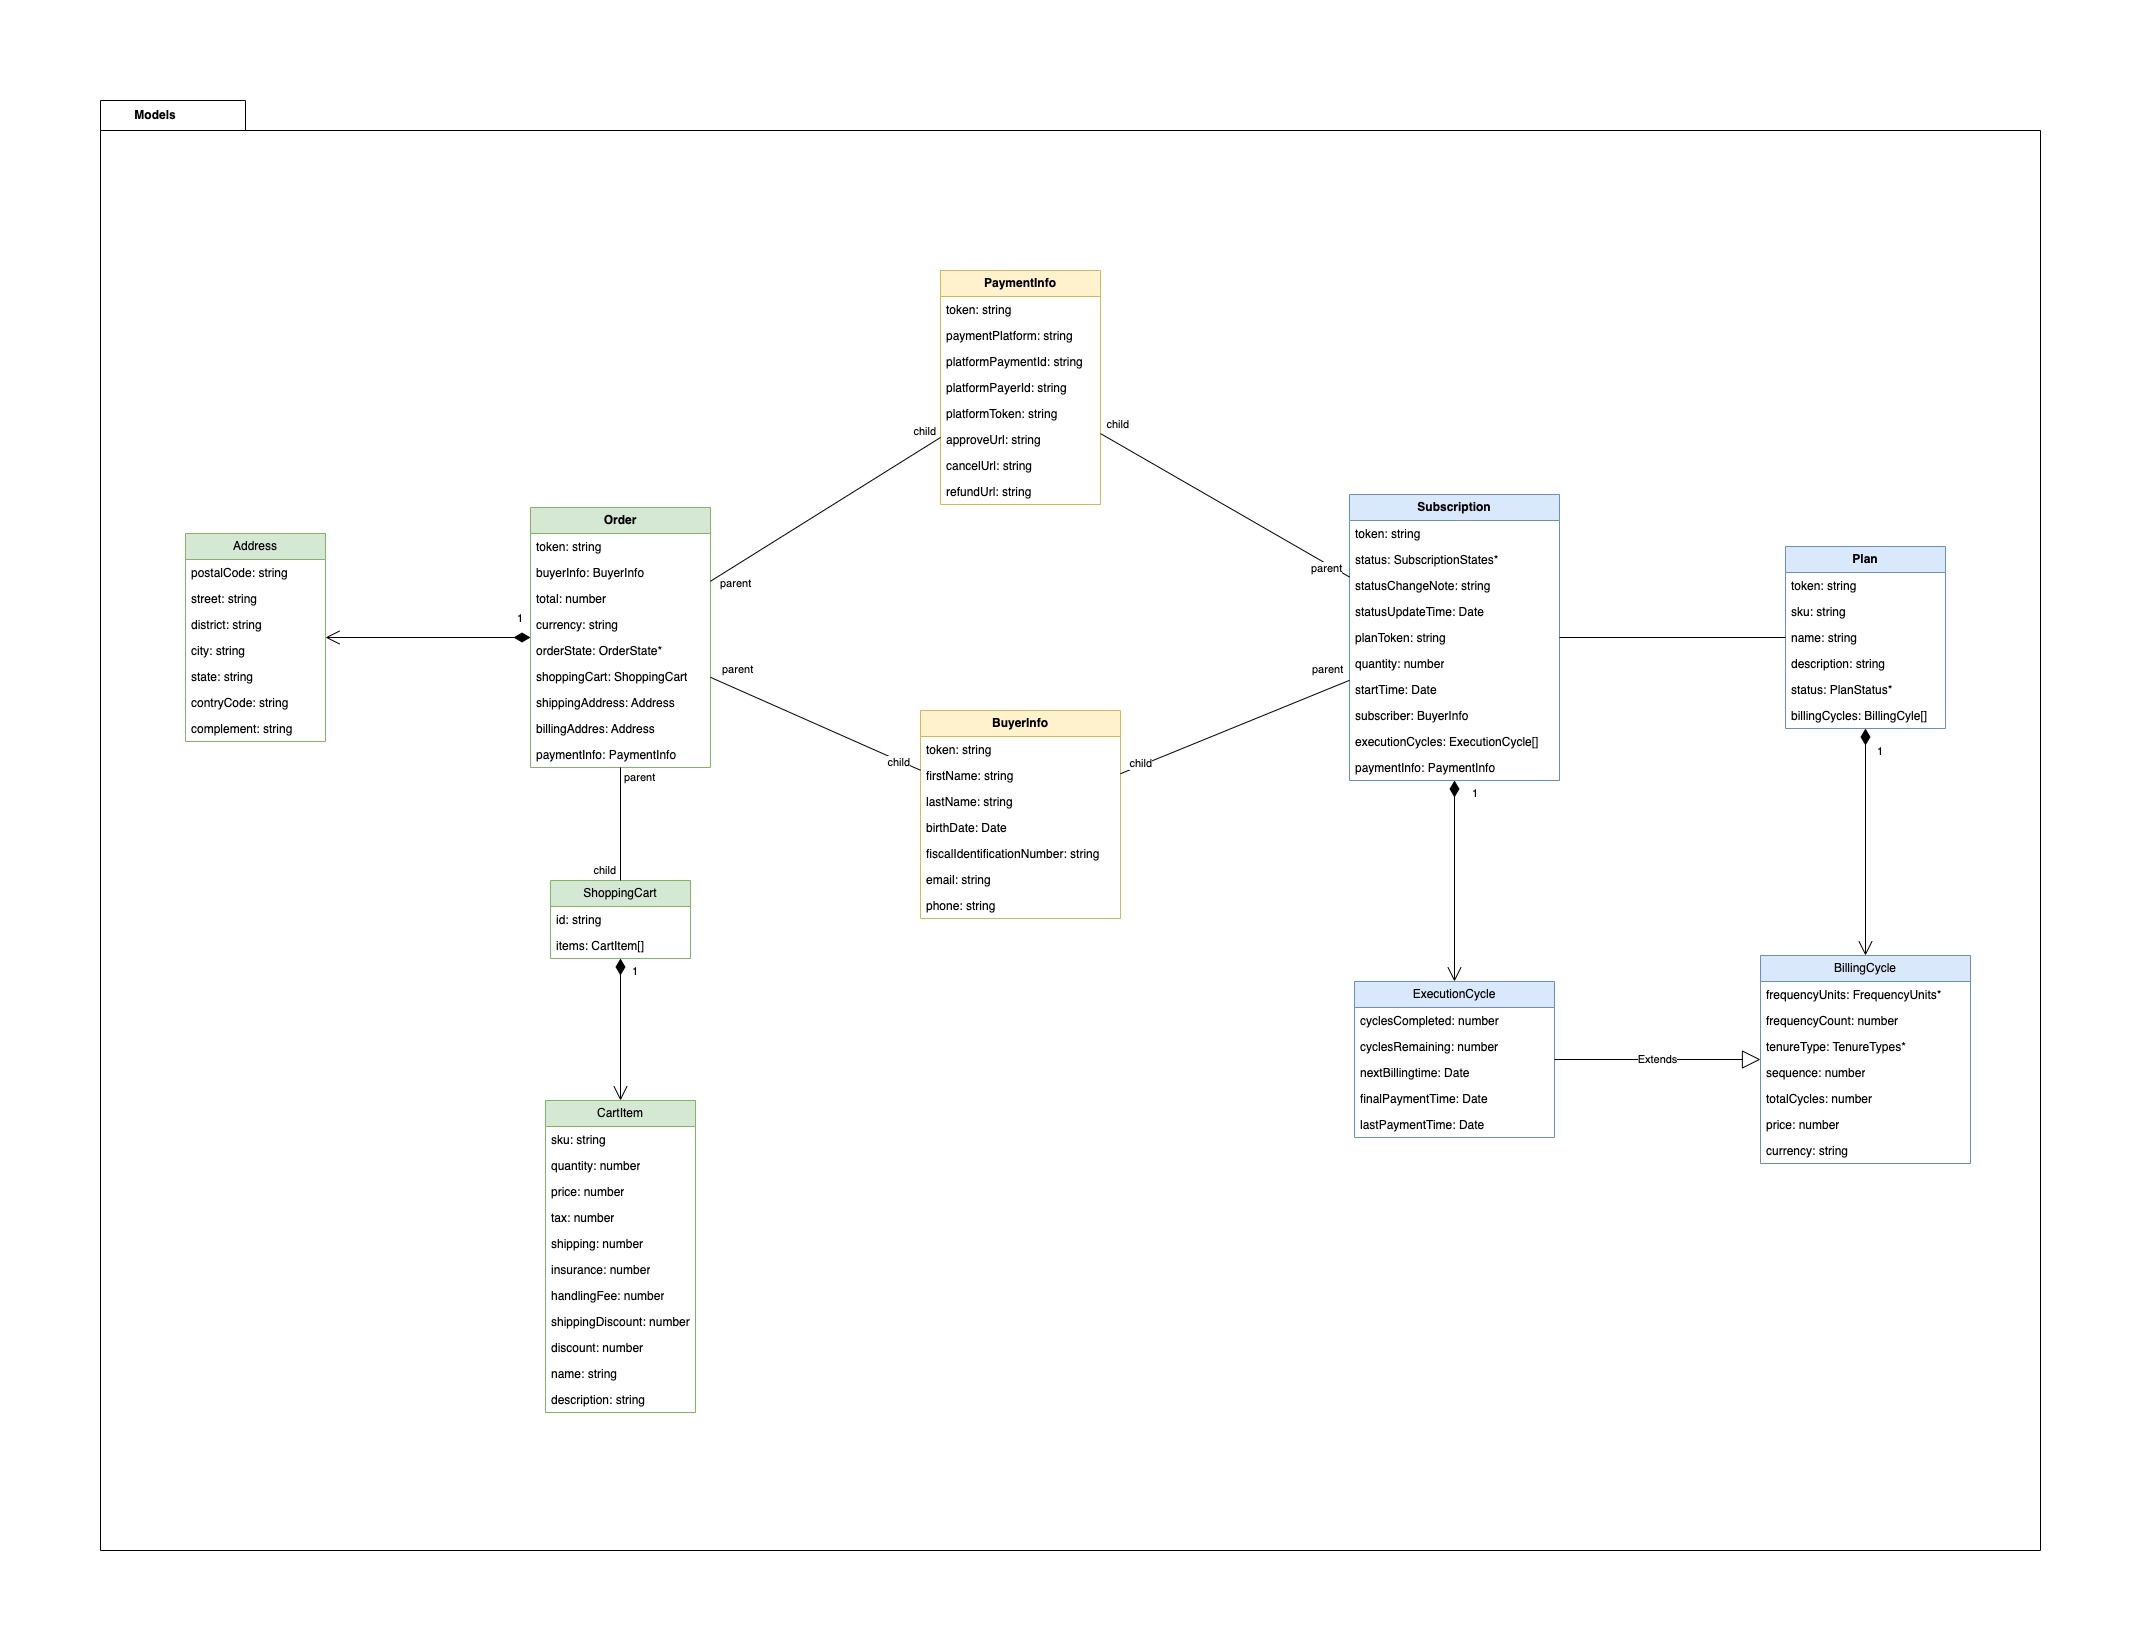 Models
PaymentInfo
token: string
paymentPlatform: string
platformPaymentId: string
platformPayerId: string
platformToken: string
approveUrl: string
cancelUrl: string
refundUrl: string
child
child
parent
parent
Order
token: string
buyerInfo: BuyerInfo
total: number
currency: string
orderState: OrderState*
shoppingCart: ShoppingCart
shippingAddress: Address
billingAddres: Address
paymentInfo: PaymentInfo
Address
postalCode: string
street: string
district: string
city: string
state: string
contryCode: string
complement: string
1
parent
child
parent
child
BuyerInfo
token: string
firstName: string
lastName: string
birthDate: Date
fiscalIdentificationNumber: string
email: string
phone: string
parent
child
Subscription
token: string
status: SubscriptionStates*
statusChangeNote: string
statusUpdateTime: Date
planToken: string
quantity: number
startTime: Date
subscriber: BuyerInfo
executionCycles: ExecutionCycle[]
paymentInfo: PaymentInfo
1
Plan
token: string
sku: string
name: string
description: string
status: PlanStatus*
billingCycles: BillingCyle[]
1
ShoppingCart
id: string
items: CartItem[]
1
CartItem
sku: string
quantity: number
price: number
tax: number
shipping: number
insurance: number
handlingFee: number
shippingDiscount: number
discount: number
name: string
description: string
ExecutionCycle
cyclesCompleted: number
cyclesRemaining: number
nextBillingtime: Date
finalPaymentTime: Date
lastPaymentTime: Date
Extends
BillingCycle
frequencyUnits: FrequencyUnits*
frequencyCount: number
tenureType: TenureTypes*
sequence: number
totalCycles: number
price: number
currency: string